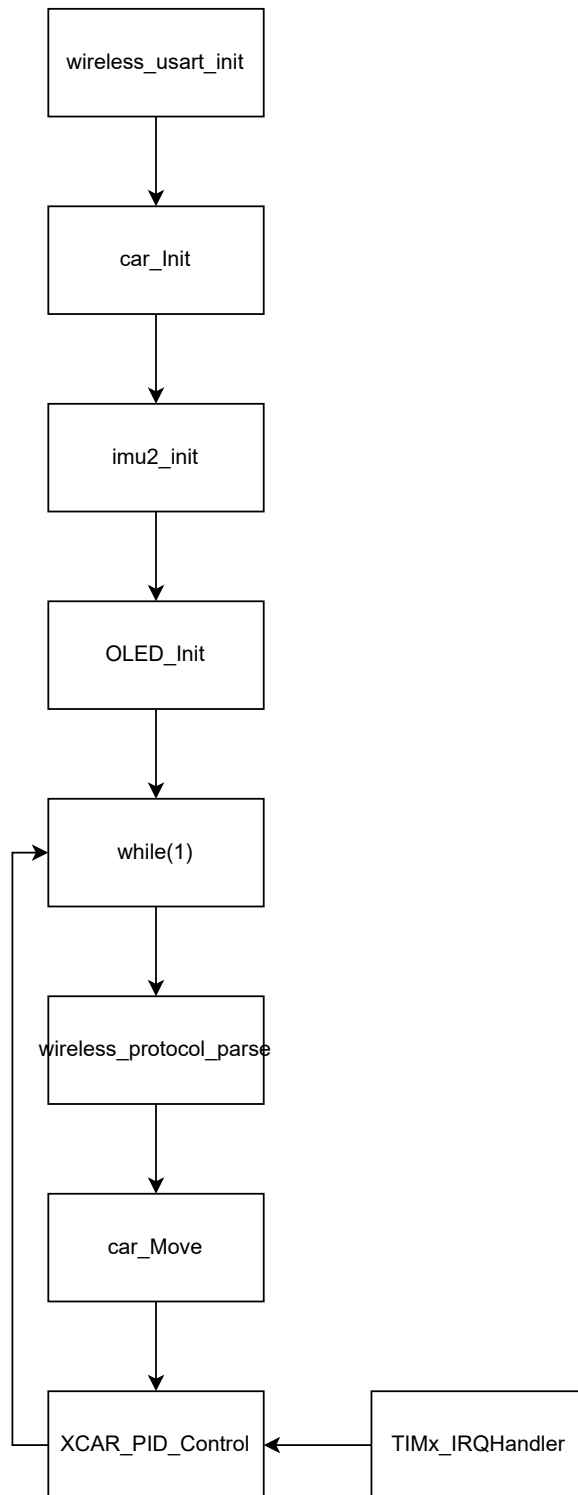 wireless_usart_init
car_Init
imu2_init
OLED_Init
while(1)
wireless_protocol_parse
car_Move
XCAR_PID_Control
TIMx_IRQHandler